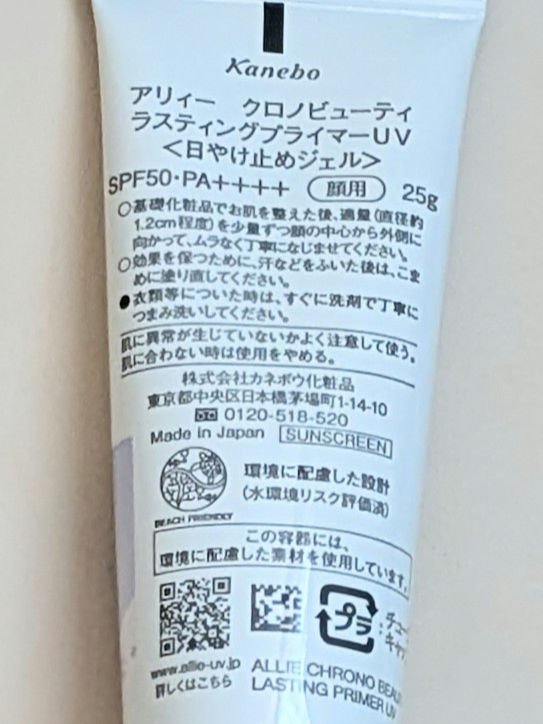 Kanebo
アリィー クロノビューティ
ラスティングプライマーUV
<日やけ止めジェル>
SPF50・PA++++ 顔用 25g
○基礎化粧品でお肌を整えた後、適量(直径約
1.2cm程度)を少量ずつ顔の中心から外側に
向かって、ムラなく丁寧になじませてください。
○効果を保つために、汗などをふいた後は、こま
めに塗り直してください。
●衣類等についた時は、すぐに洗剤で丁寧に
つまみ洗いしてください。
肌に異常が生じていないかよく注意して使う。
肌に合わない時は使用をやめる。
株式会社カネボウ化粧品
東京都中央区日本橋茅場町1-14-10
0120-518-520
Made in Japan SUNSCREEN
環境に配慮した設計
(水環境リスク評価済)
BEACH FRIENDLY
この容器には、
環境に配慮した素材を使用しています。
プラ
チュー
キャ
www.allie-uv.jp
詳しくはこちら
ALLIE CHRONO BEAU
LASTING PRIMER UV